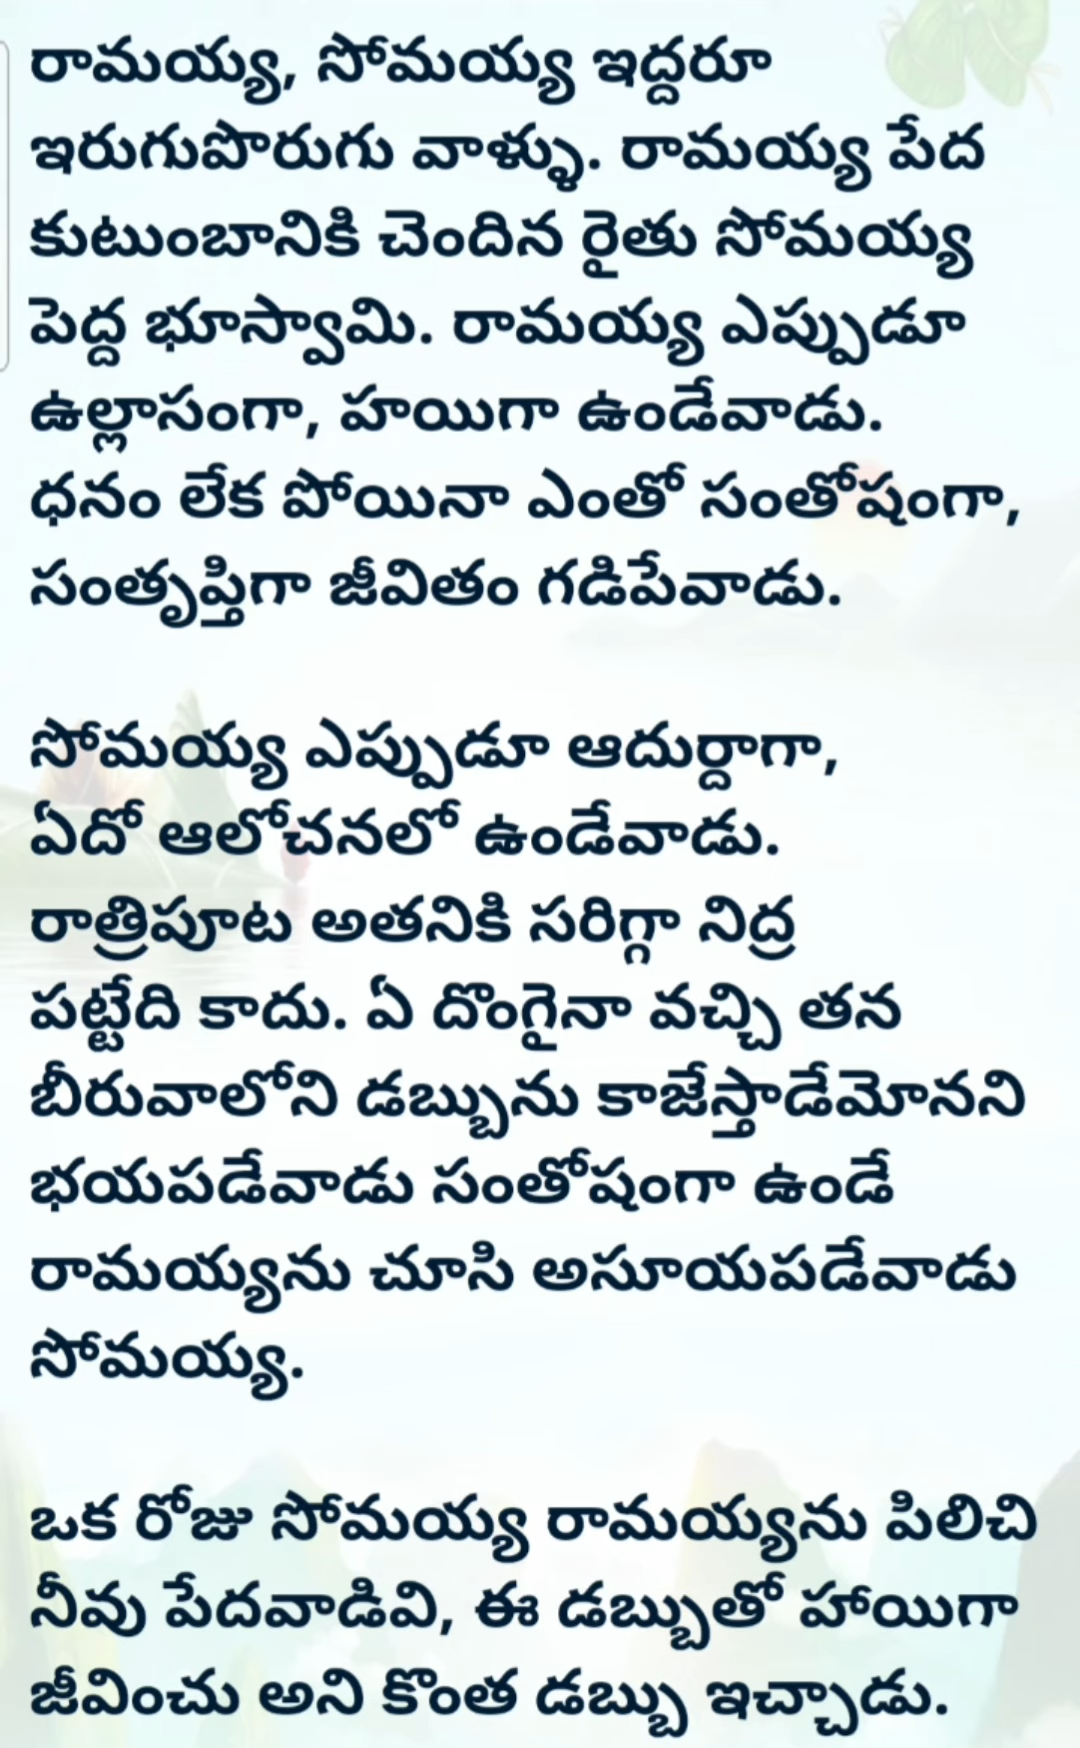 రామయ్య, సోమయ్య ఇద్దరూ
ఇరుగుపొరుగు వాళ్ళు. రామయ్య పేద
కుటుంబానికి చెందిన రైతు సోమయ్య
పెద్ద భూస్వామి. రామయ్య ఎప్పుడూ
ఉల్లాసంగా, హయిగా ఉండేవాడు.
ధనం లేక పోయినా ఎంతో సంతోషంగా,
సంతృప్తిగా జీవితం గడిపేవాడు.
సోమయ్య ఎప్పుడూ ఆదుర్దాగా,
ఏదో ఆలోచనలో ఉండేవాడు.
రాత్రిపూట అతనికి సరిగ్గా నిద్ర
పట్టేది కాదు. ఏ దొంగైనా వచ్చి తన
బీరువాలోని డబ్బును కాజేస్తాడేమోనని
భయపడేవాడు సంతోషంగా ఉండే
రామయ్యను చూసి అసూయపడేవాడు
సోమయ్య.
ఒక రోజు సోమయ్య రామయ్యను పిలిచి
నీవు పేదవాడివి, ఈ డబ్బుతో హాయిగా
జీవించు అని కొంత డబ్బు ఇచ్చాడు.